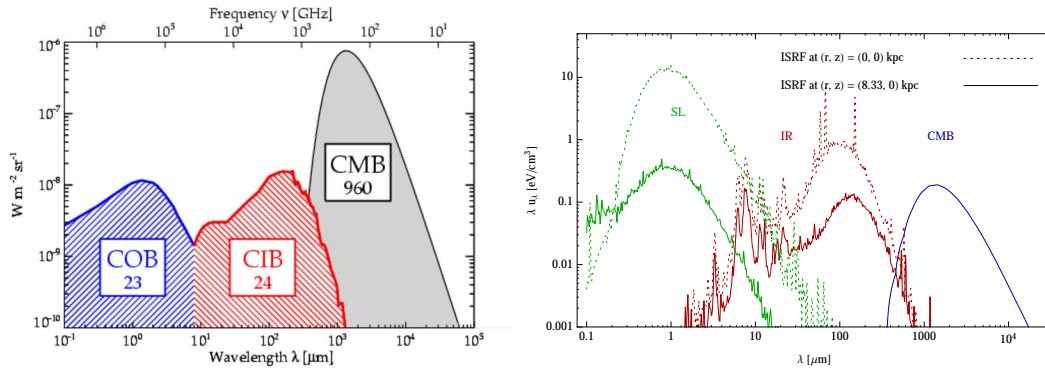 Frequency ν [GHz]
10⁶ 10⁵ 10⁴ 10³ 10² 10¹
10⁻⁶
10⁻⁷
10⁻⁸
10⁻⁹
10⁻¹⁰
W m⁻² sr⁻¹
CMB
960
COB
23
CIB
24
10⁻¹ 10⁰ 10¹ 10² 10³ 10⁴ 10⁵
Wavelength λ [μm]
ISRF at (r, z) = (0, 0) kpc
ISRF at (r, z) = (8.33, 0) kpc
SL
IR
CMB
10
1
0.1
0.01
0.001
λ uλ [eV/cm³]
0.1 1 10 100 1000 10⁴
λ [μm]